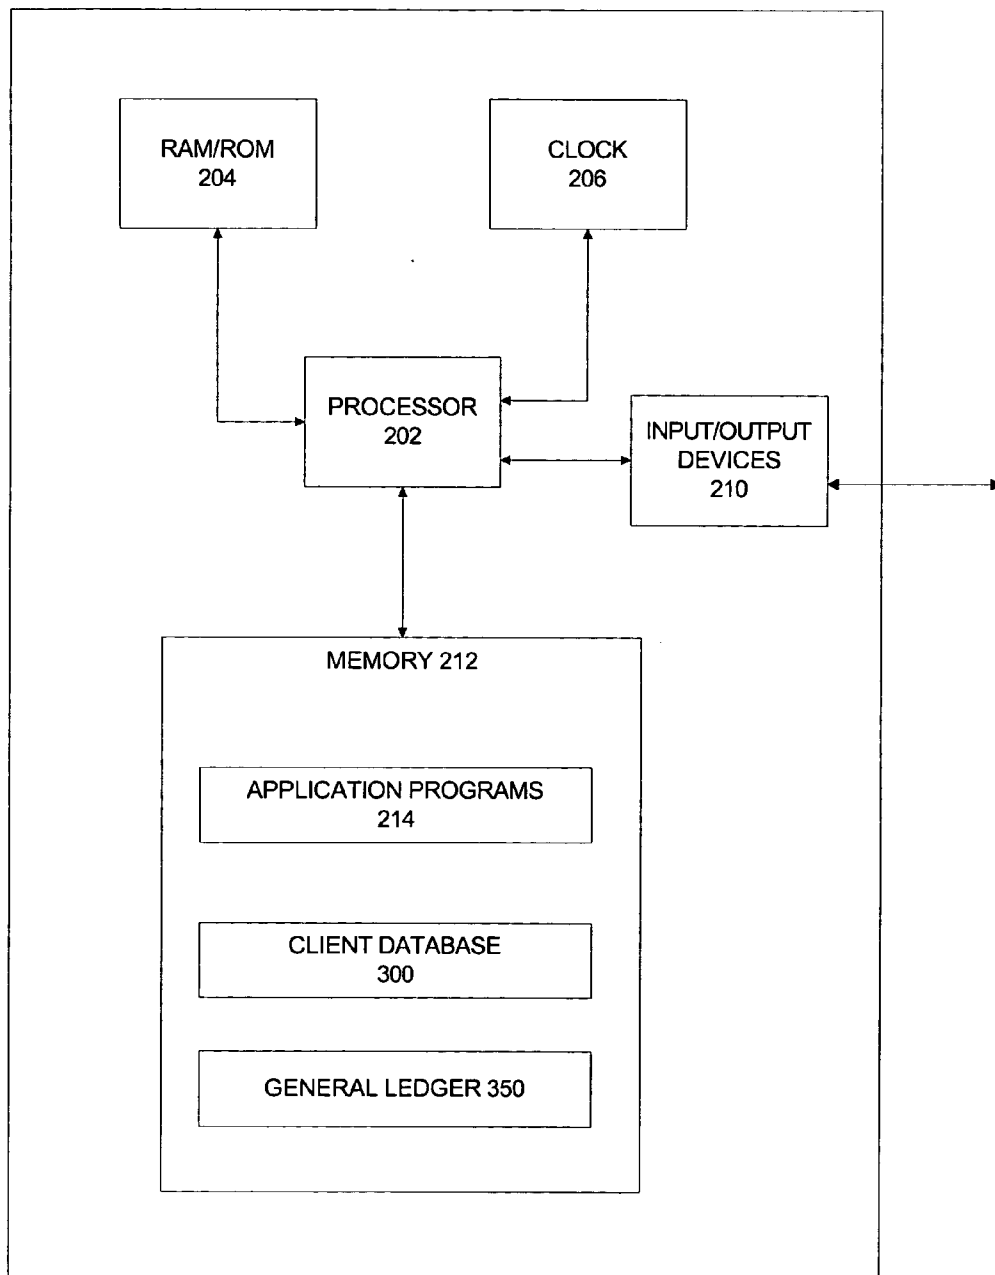 RAM/ROM
204
CLOCK
206
PROCESSOR
202
INPUT/OUTPUT
DEVICES
210
MEMORY 212
APPLICATION PROGRAMS
214
CLIENT DATABASE
300
GENERAL LEDGER 350